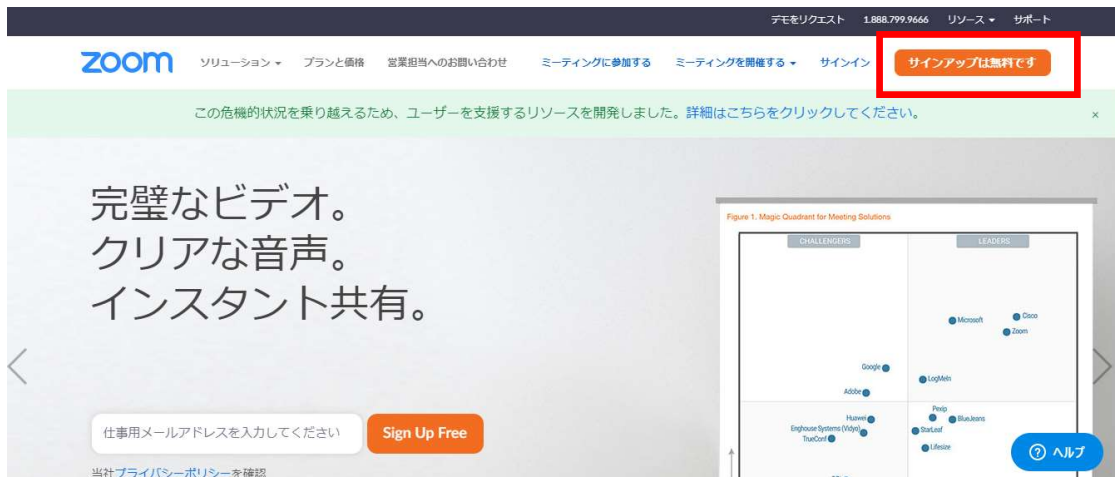 デモをリクエスト 1.888.799.9666 リソース サポート
zoom ソリューション プランと価格 営業担当へのお問い合わせ ミーティングに参加する ミーティングを開催する サインイン サインアップは無料です
この危機的状況を乗り越えるため、ユーザーを支援するリソースを開発しました。詳細はこちらをクリックしてください。 ×
完璧なビデオ。
クリアな音声。
インスタント共有。
仕事用メールアドレスを入力してください Sign Up Free
当社プライバシーポリシーを確認
Figure 1. Magic Quadrant for Meeting Solutions
CHALLENGERS LEADERS
Microsoft Cisco
Zoom
Google
LogMeIn
Adobe
Pexip
Huawei BlueJeans
Enghouse Systems (Vidyo) StarLeaf
TrueConf
Lifesize
ヘルプ